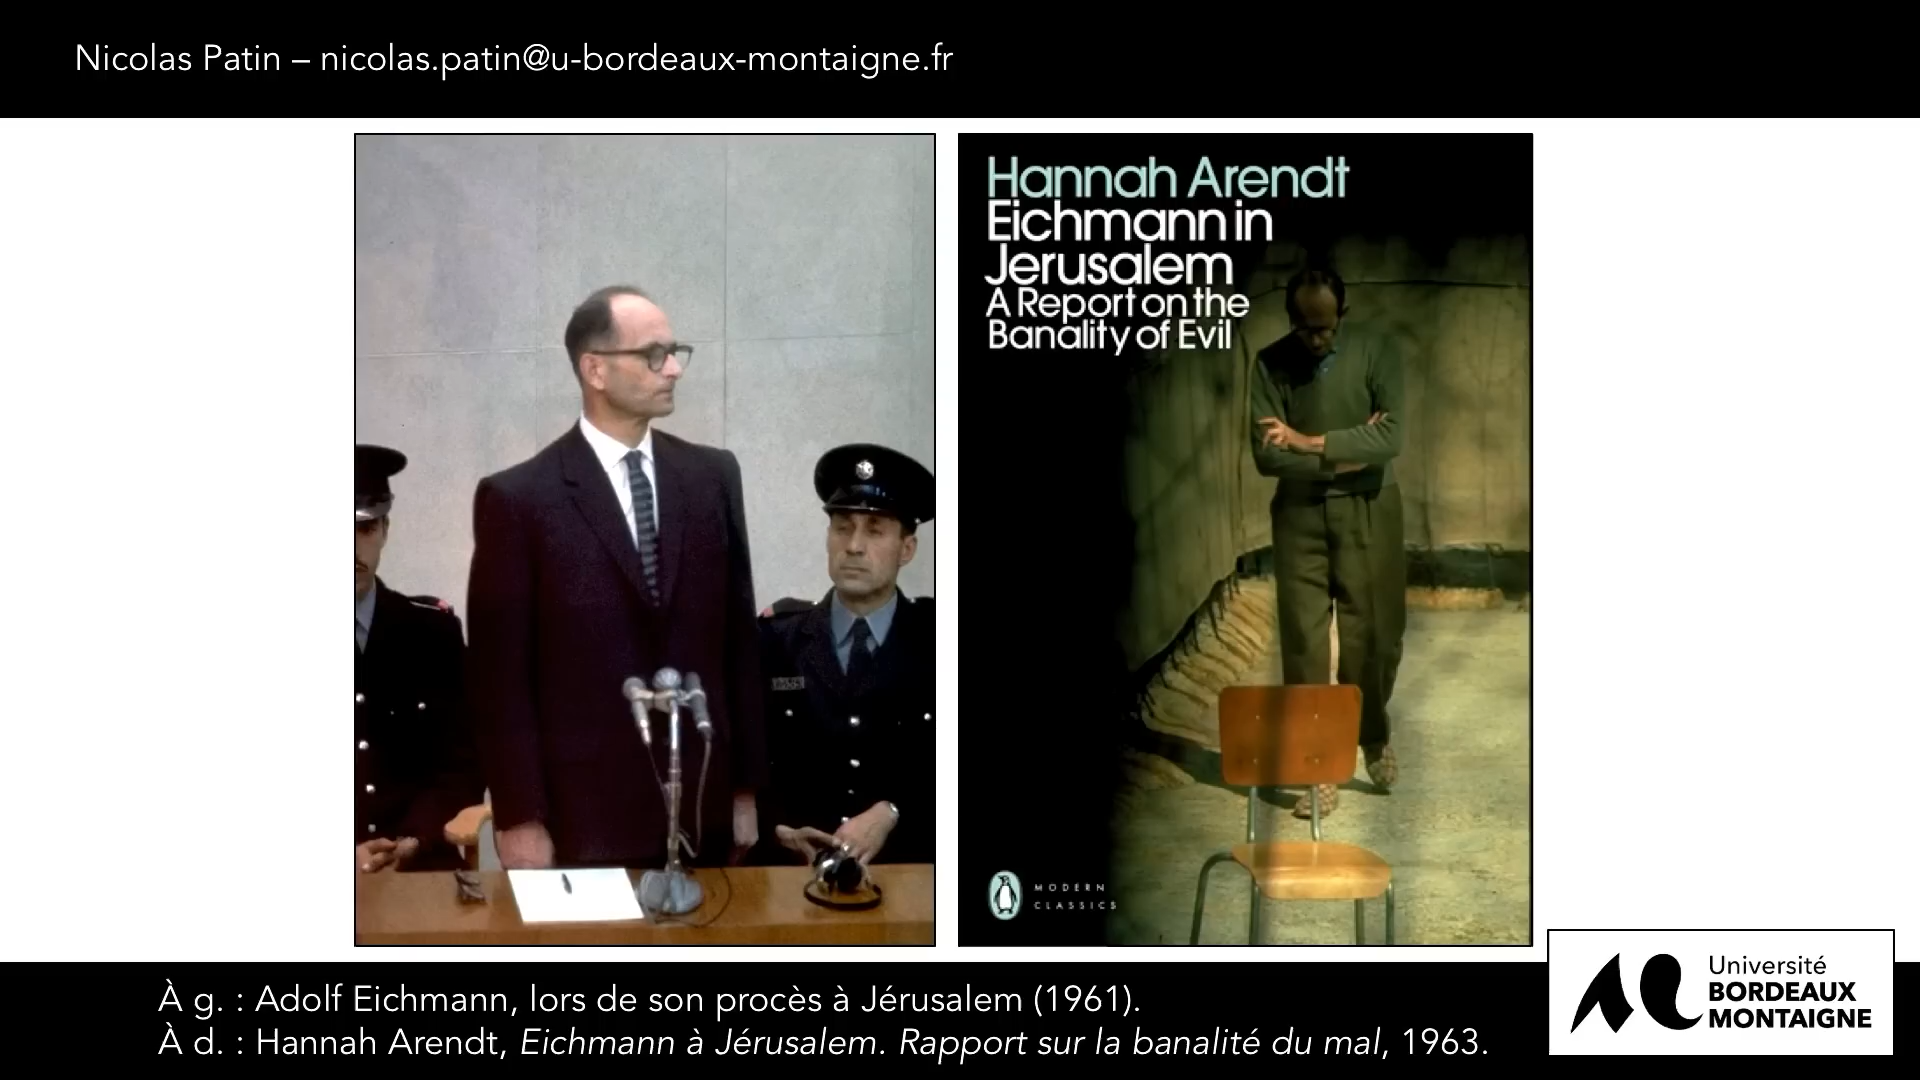 Nicolas Patin – nicolas.patin@u-bordeaux-montaigne.fr
Hannah Arendt
Eichmann in
Jerusalem
A Report on the
Banality of Evil
MODERN
CLASSICS
À g. : Adolf Eichmann, lors de son procès à Jérusalem (1961).
À d. : Hannah Arendt, Eichmann à Jérusalem. Rapport sur la banalité du mal, 1963.
Université
BORDEAUX
MONTAIGNE